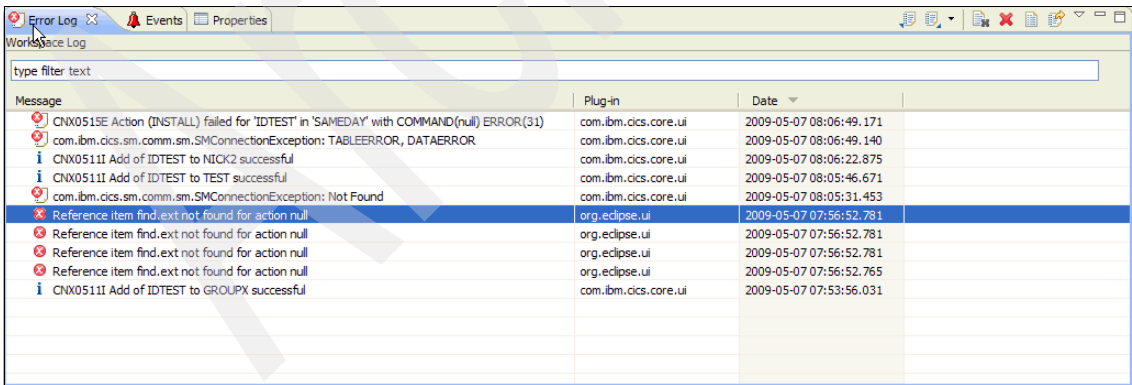 Error Log Events Properties
Workspace Log
type filter text
Message Plug-in Date
CNX0515E Action (INSTALL) failed for 'IDTEST' in 'SAMEDAY' with COMMAND(null) ERROR(31) com.ibm.cics.core.ui 2009-05-07 08:06:49.171
com.ibm.cics.sm.comm.sm.SMConnectionException: TABLEERROR, DATAERROR com.ibm.cics.core.ui 2009-05-07 08:06:49.140
CNX0511I Add of IDTEST to NICK2 successful com.ibm.cics.core.ui 2009-05-07 08:06:22.875
CNX0511I Add of IDTEST to TEST successful com.ibm.cics.core.ui 2009-05-07 08:05:46.671
com.ibm.cics.sm.comm.sm.SMConnectionException: Not Found com.ibm.cics.core.ui 2009-05-07 08:05:31.453
Reference item find.ext not found for action null org.eclipse.ui 2009-05-07 07:56:52.781
Reference item find.ext not found for action null org.eclipse.ui 2009-05-07 07:56:52.781
Reference item find.ext not found for action null org.eclipse.ui 2009-05-07 07:56:52.781
Reference item find.ext not found for action null org.eclipse.ui 2009-05-07 07:56:52.765
CNX0511I Add of IDTEST to GROUPX successful com.ibm.cics.core.ui 2009-05-07 07:53:56.031